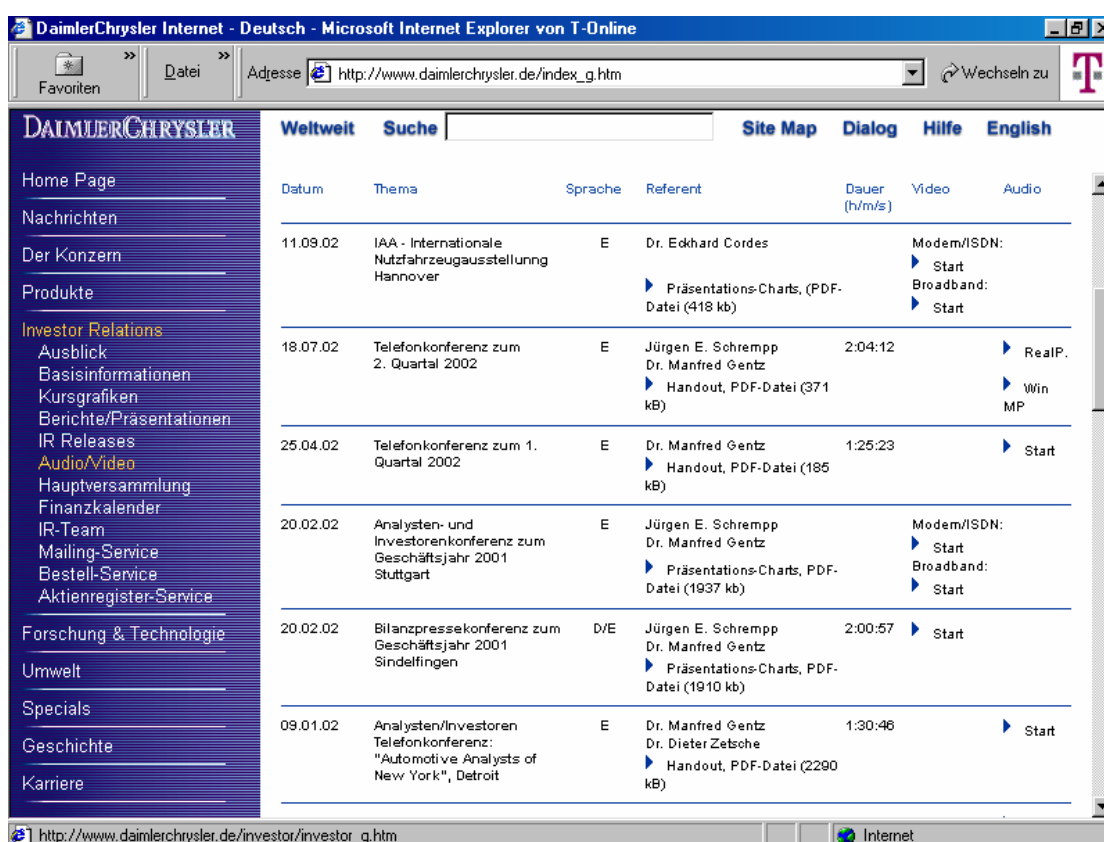 DaimlerChrysler Internet - Deutsch - Microsoft Internet Explorer von T-Online
Favoriten
Datei
Adresse http://www.daimlerchrysler.de/index_g.htm
Wechseln zu
T
DAIMLERCHRYSLER
Weltweit Suche Site Map Dialog Hilfe English
Home Page
Nachrichten
Der Konzern
Produkte
Investor Relations
Ausblick
Basisinformationen
Kursgrafiken
Berichte/Präsentationen
IR Releases
Audio/Video
Hauptversammlung
Finanzkalender
IR-Team
Mailing-Service
Bestell-Service
Aktienregister-Service
Forschung & Technologie
Umwelt
Specials
Geschichte
Karriere
Datum Thema Sprache Referent Dauer Video Audio
(h/m/s)
11.09.02 IAA - Internationale E Dr. Eckhard Cordes Modem/ISDN:
Nutzfahrzeugausstellunng Start
Hannover Präsentations-Charts, (PDF- Broadband:
Datei (418 kb) Start
18.07.02 Telefonkonferenz zum E Jürgen E. Schrempp 2:04:12 RealP.
2. Quartal 2002 Dr. Manfred Gentz
Handout, PDF-Datei (371 Win
kB) MP
25.04.02 Telefonkonferenz zum 1. E Dr. Manfred Gentz 1:25:23 Start
Quartal 2002 Handout, PDF-Datei (185
kB)
20.02.02 Analysten- und E Jürgen E. Schrempp Modem/ISDN:
Investorenkonferenz zum Dr. Manfred Gentz Start
Geschäftsjahr 2001 Präsentations-Charts, PDF- Broadband:
Stuttgart Datei (1937 kb) Start
20.02.02 Bilanzpressekonferenz zum D/E Jürgen E. Schrempp 2:00:57 Start
Geschäftsjahr 2001 Dr. Manfred Gentz
Sindelfingen Präsentations-Charts, PDF-
Datei (1910 kb)
09.01.02 Analysten/Investoren E Dr. Manfred Gentz 1:30:46 Start
Telefonkonferenz: Dr. Dieter Zetsche
"Automotive Analysts of Handout, PDF-Datei (2290
New York", Detroit kB)
http://www.daimlerchrysler.de/investor/investor_g.htm Internet